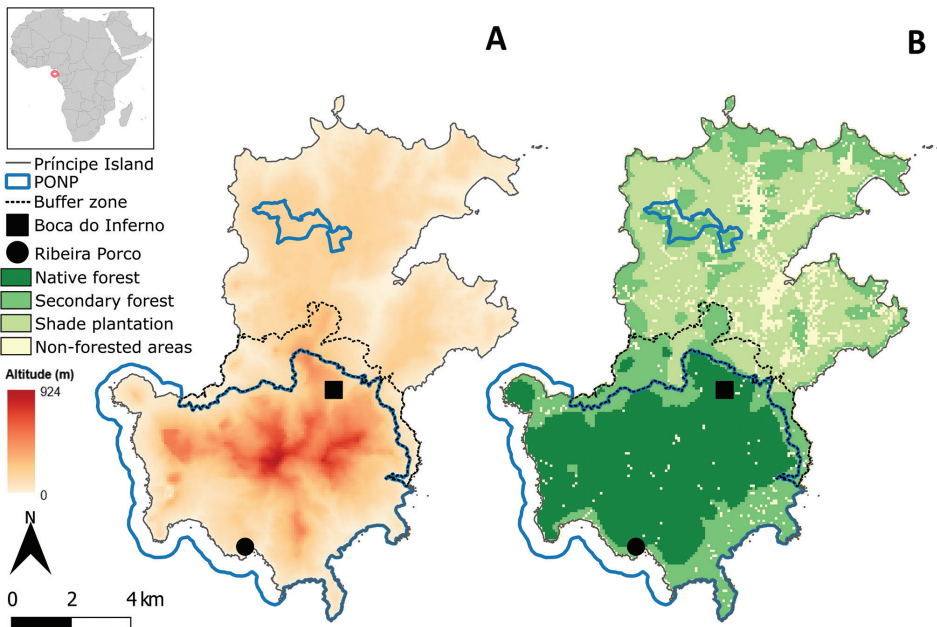 A
B
Príncipe Island
PONP
Buffer zone
Boca do Inferno
Ribeira Porco
Native forest
Secondary forest
Shade plantation
Non-forested areas
Altitude (m)
924
0
N
0 2 4 km